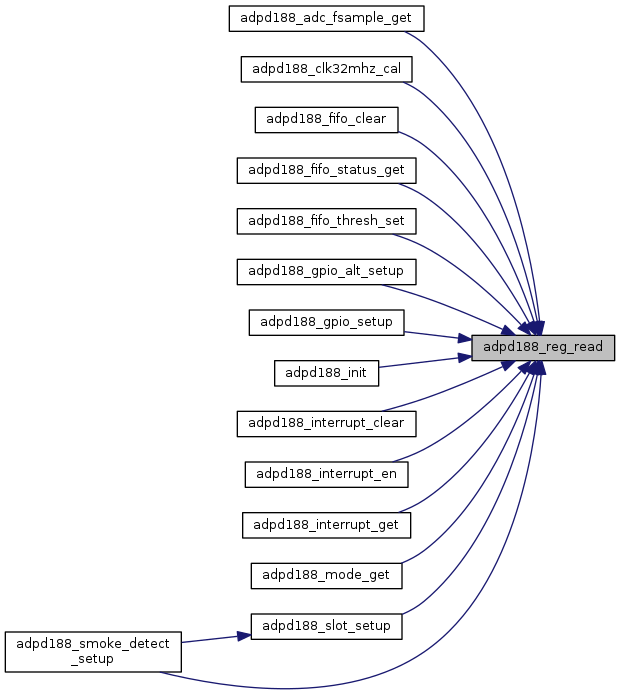 adpd188_adc_fsample_get
adpd188_clk32mhz_cal
adpd188_fifo_clear
adpd188_fifo_status_get
adpd188_fifo_thresh_set
adpd188_gpio_alt_setup
adpd188_gpio_setup
adpd188_reg_read
adpd188_init
adpd188_interrupt_clear
adpd188_interrupt_en
adpd188_interrupt_get
adpd188_mode_get
adpd188_slot_setup
adpd188_smoke_detect
_setup